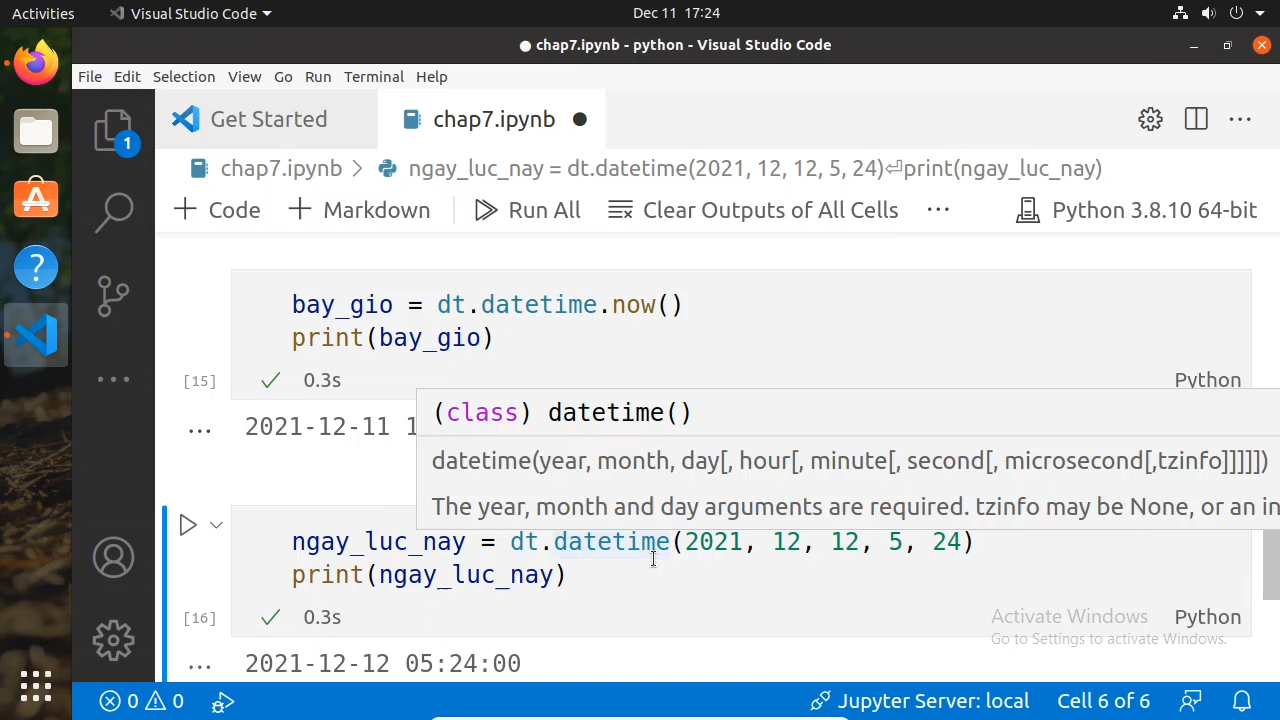 Activities Visual Studio Code Dec 11 17:24
● chap7.ipynb - python - Visual Studio Code
File Edit Selection View Go Run Terminal Help
Get Started chap7.ipynb
1
chap7.ipynb > ngay_luc_nay = dt.datetime(2021, 12, 12, 5, 24)⏎print(ngay_luc_nay)
+ Code + Markdown Run All Clear Outputs of All Cells ... Python 3.8.10 64-bit
bay_gio = dt.datetime.now()
print(bay_gio)
[15] ✓ 0.3s Python
... 2021-12-11 1
(class) datetime()
datetime(year, month, day[, hour[, minute[, second[, microsecond[,tzinfo]]]]])
The year, month and day arguments are required. tzinfo may be None, or an in
ngay_luc_nay = dt.datetime(2021, 12, 12, 5, 24)
print(ngay_luc_nay)
[16] ✓ 0.3s Python
Activate Windows
Go to Settings to activate Windows.
... 2021-12-12 05:24:00
0 0 Jupyter Server: local Cell 6 of 6